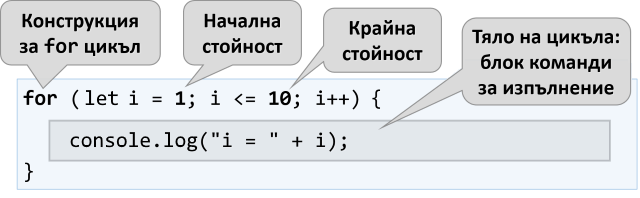 Конструкция
за for цикъл
Начална
стойност
Крайна
стойност
Тяло на цикъла:
блок команди
за изпълнение
for (let i = 1; i <= 10; i++) {
console.log("i = " + i);
}